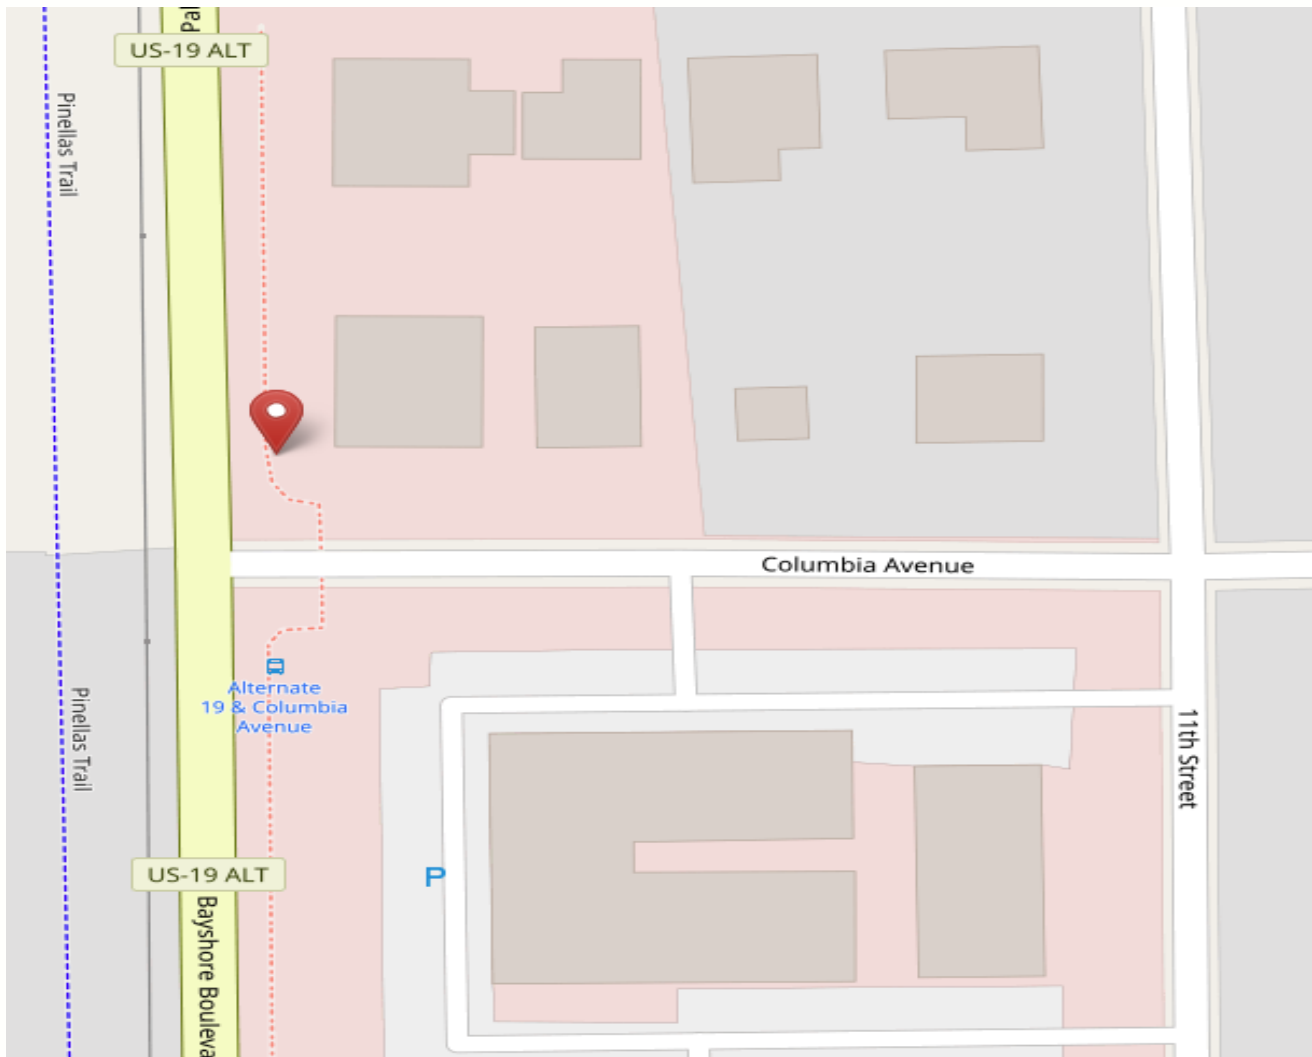 Pal
US-19 ALT
Pinellas Trail
Columbia Avenue
Alternate
19 & Columbia
Avenue
Pinellas Trail
11th Street
P
US-19 ALT
Bayshore Bouleva